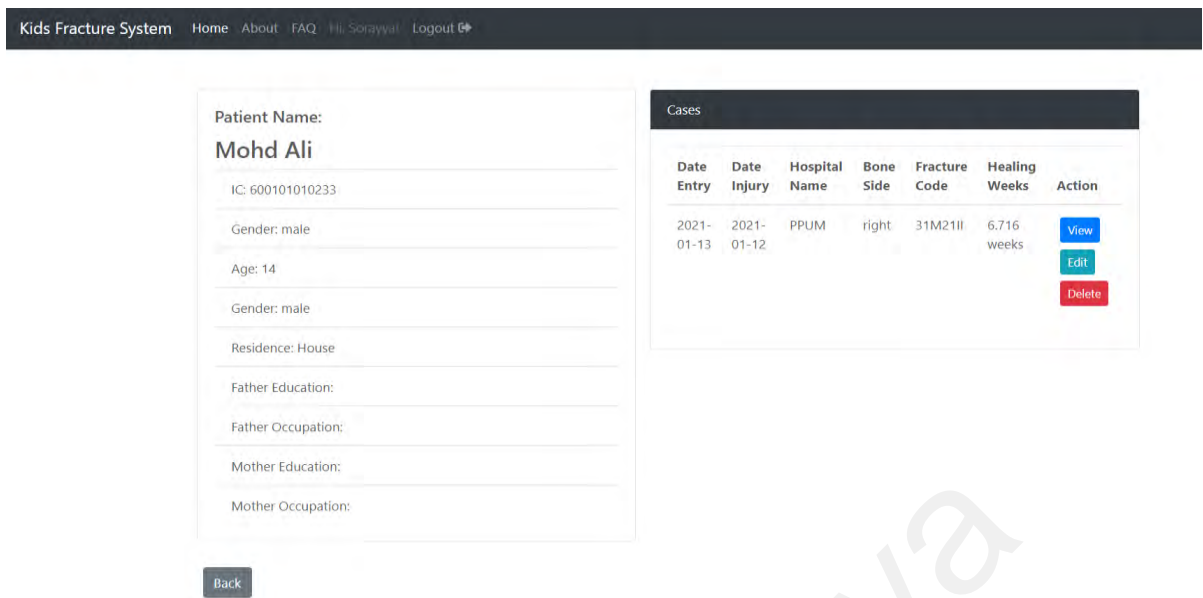 Kids Fracture System Home About FAQ Hi, Sorayya! Logout
Patient Name:
Mohd Ali
IC: 600101010233
Gender: male
Age: 14
Gender: male
Residence: House
Father Education:
Father Occupation:
Mother Education:
Mother Occupation:
Back
Cases
Date Entry Date Injury Hospital Name Bone Side Fracture Code Healing Weeks Action
2021-01-13 2021-01-12 PPUM right 31M21II 6.716 weeks View
Edit
Delete